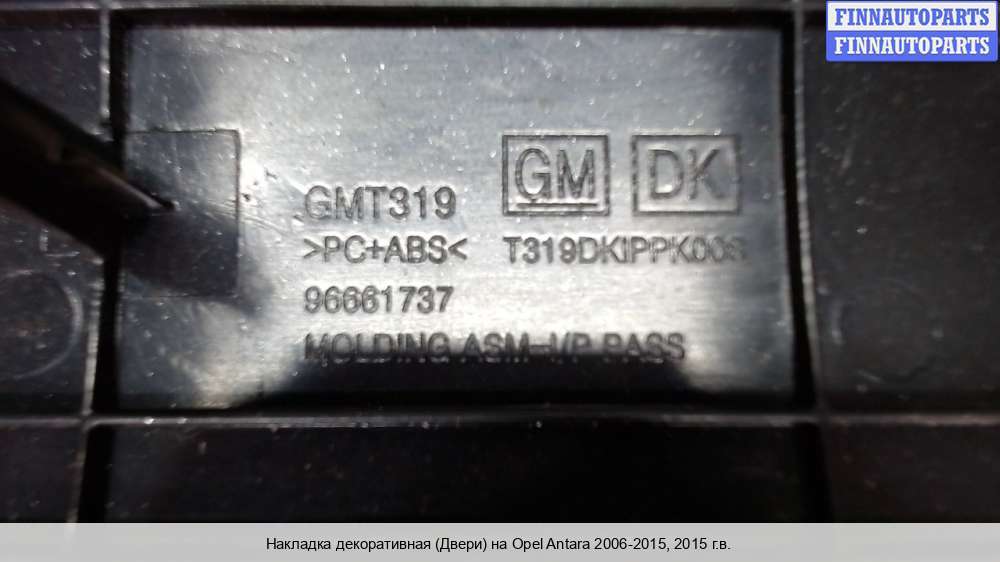 FINNAUTOPARTS
FINNAUTOPARTS
GM DK
GMT319
>PC+ABS< T319DKIPPK008
96661737
MOLDING ASM-I/P PASS
Накладка декоративная (Двери) на Opel Antara 2006-2015, 2015 г.в.